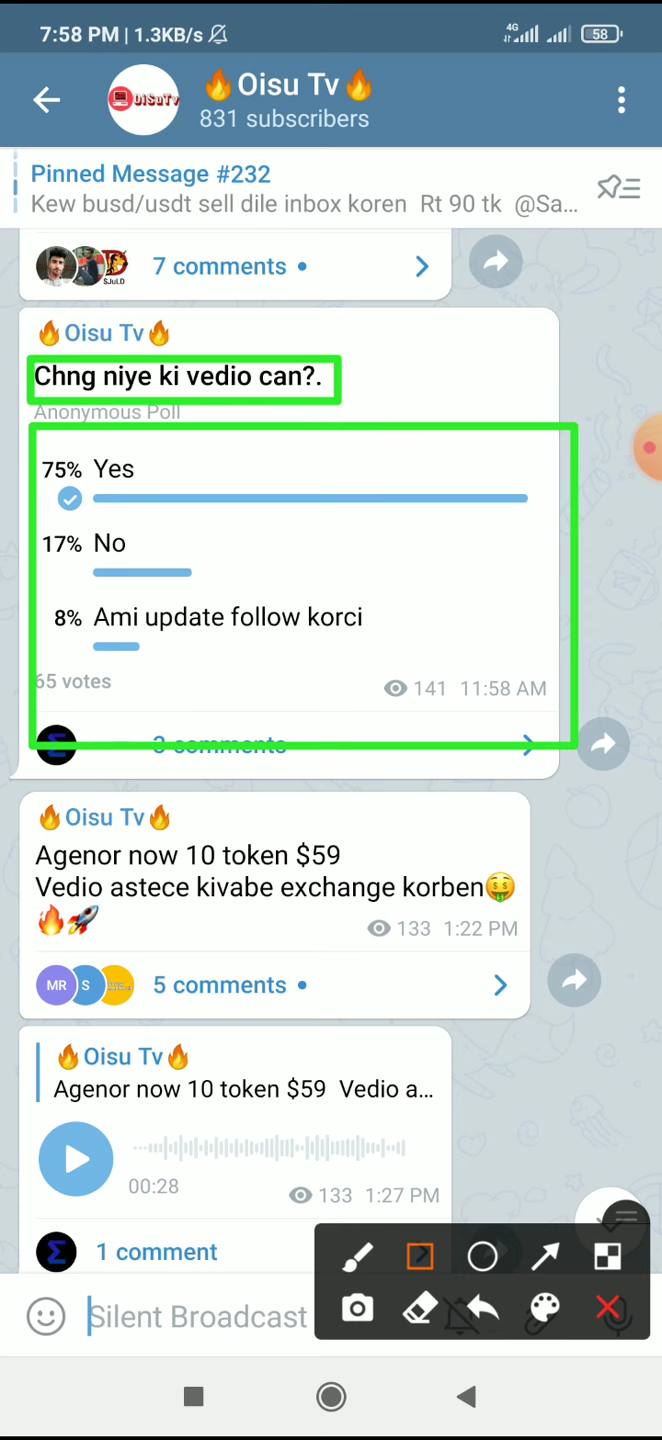 7:58 PM | 1.3KB/s
4G
58
🔥Oisu Tv🔥
OISUTV
831 subscribers
Pinned Message #232
Kew busd/usdt sell dile inbox koren Rt 90 tk @Sa...
$JULD
7 comments
🔥Oisu Tv🔥
Chng niye ki vedio can?.
Anonymous Poll
75% Yes
17% No
8% Ami update follow korci
65 votes
141 11:58 AM
3 comments
🔥Oisu Tv🔥
Agenor now 10 token $59
Vedio astece kivabe exchange korben🤑
🔥🚀
133 1:22 PM
MR
S
5 comments
🔥Oisu Tv🔥
Agenor now 10 token $59 Vedio a...
00:28
133 1:27 PM
1 comment
Silent Broadcast